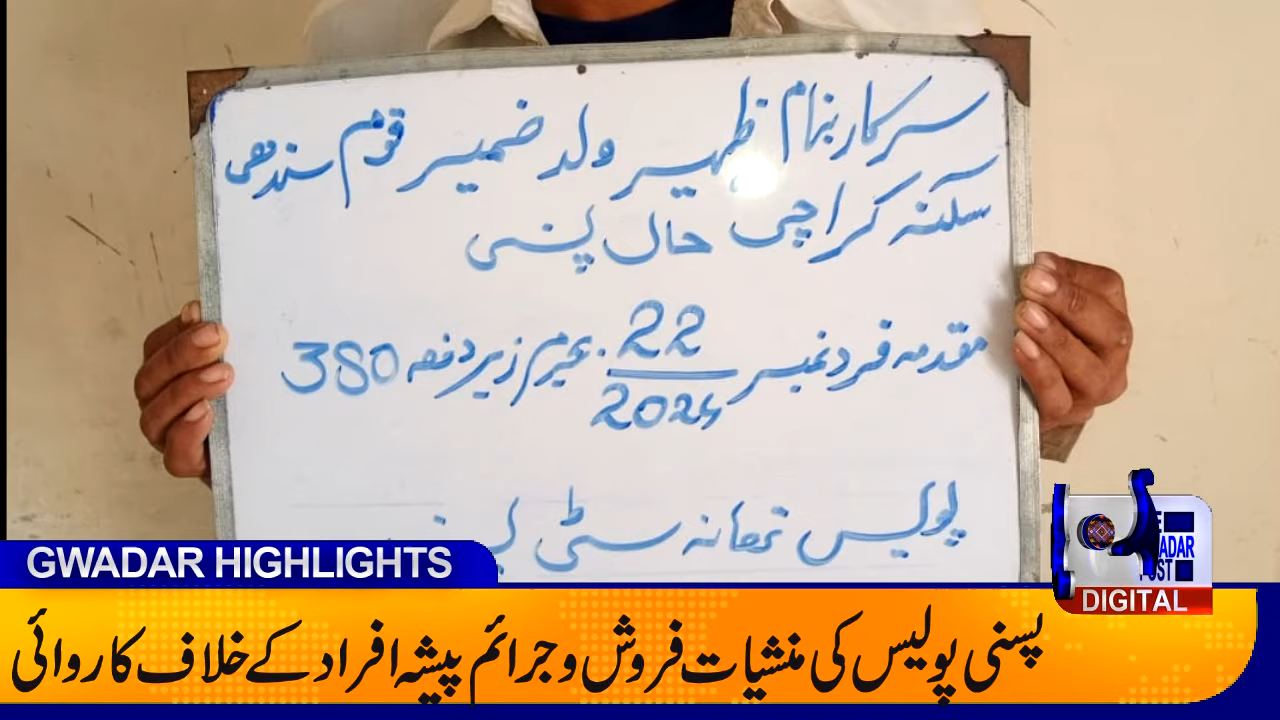 سرکار بنام ظہیر ولد ضمیر قوم سندھی
سکنہ کراچی حال پسنی
مقدمہ فرد نمبر 22/2024 بجرم زیر دفعہ 380
پولیس تھانہ سٹی
GWADAR HIGHLIGHTS
DIGITAL
پسنی پولیس کی منشیات فروش و جرائم پیشہ افراد کے خلاف کاروائی